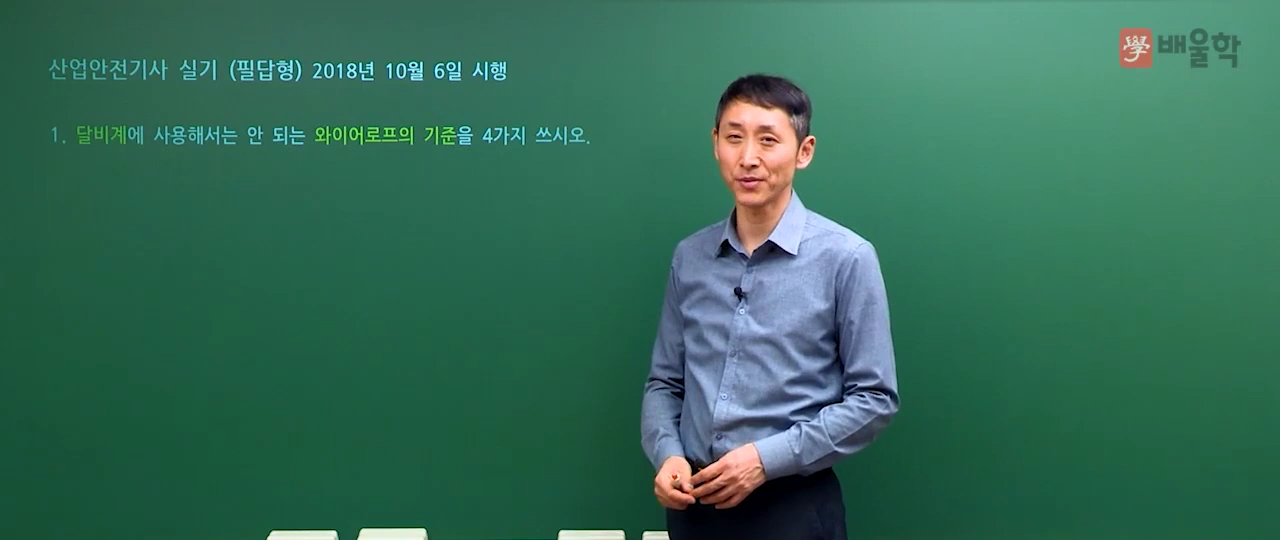 學 배울학
산업안전기사 실기 (필답형) 2018년 10월 6일 시행
1. 달비계에 사용해서는 안 되는 와이어로프의 기준을 4가지 쓰시오.